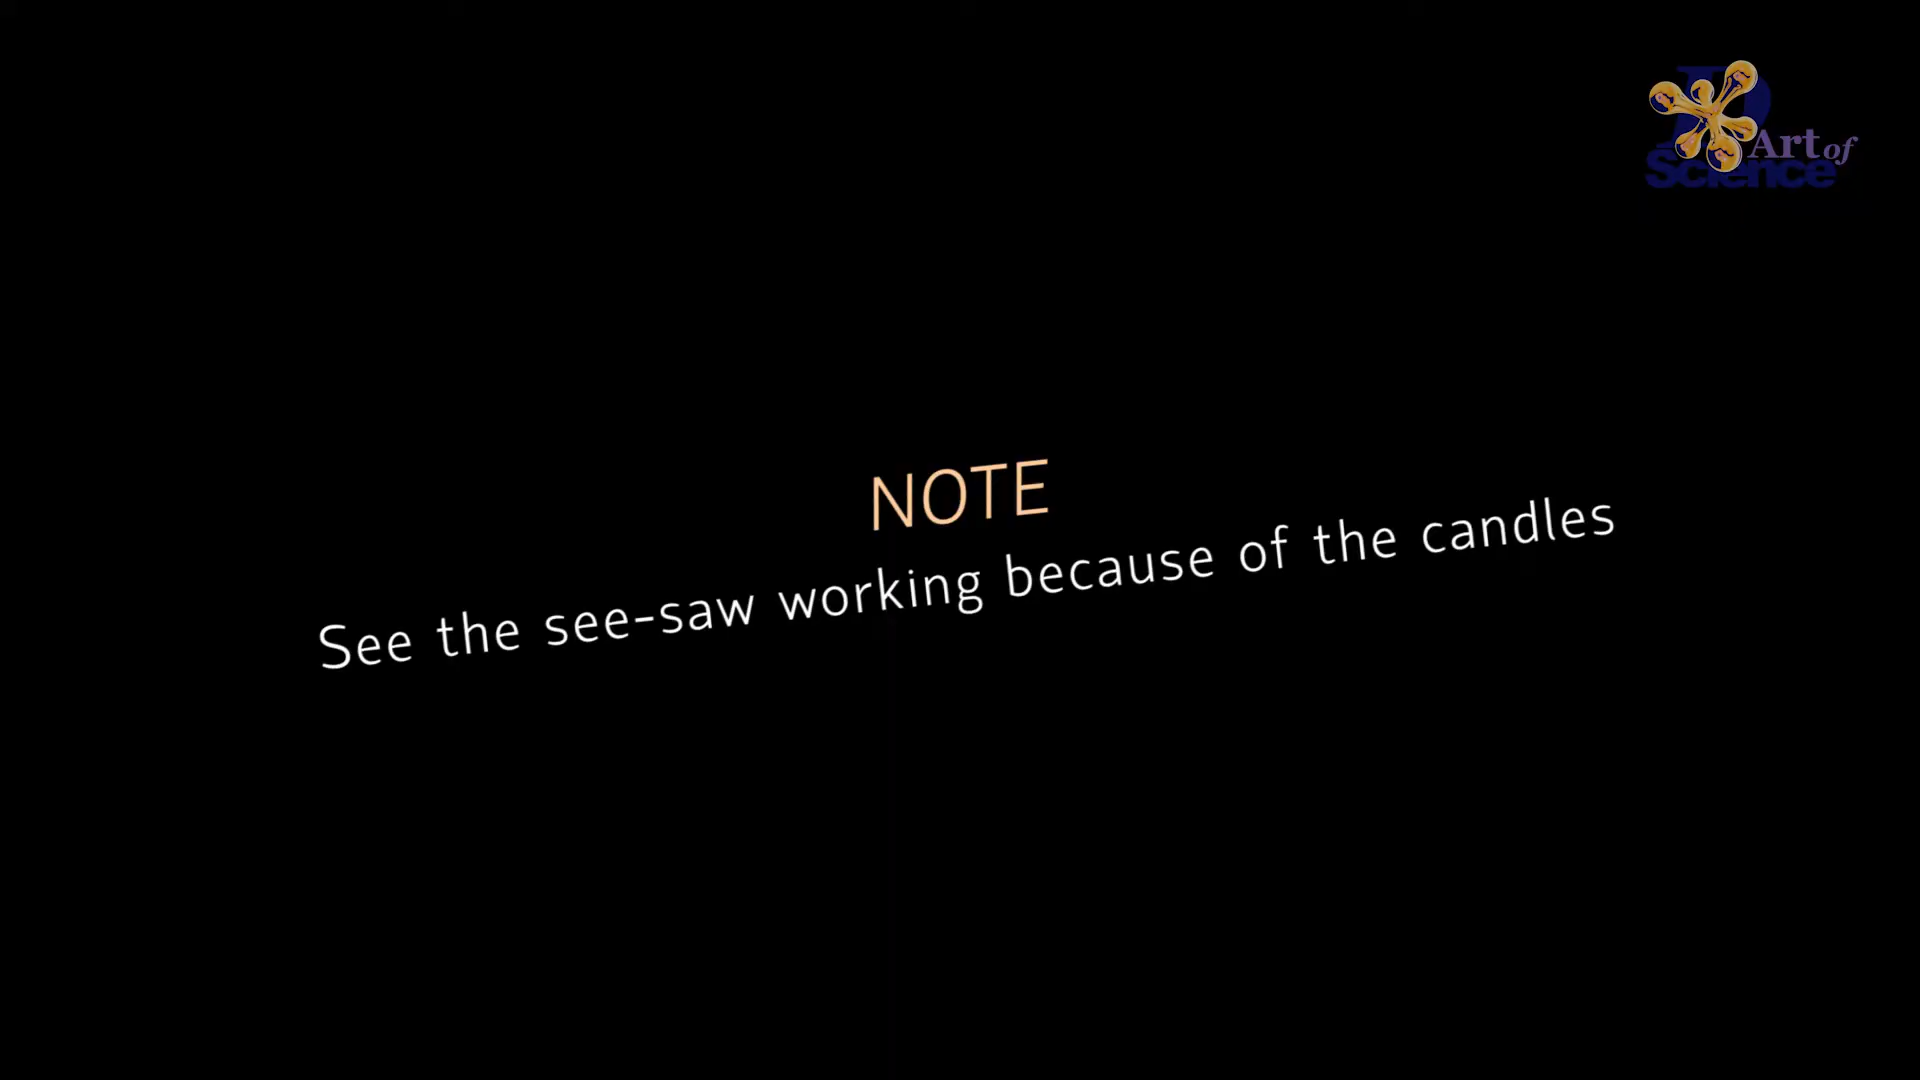 D
Art of
Science
NOTE
See the see-saw working because of the candles